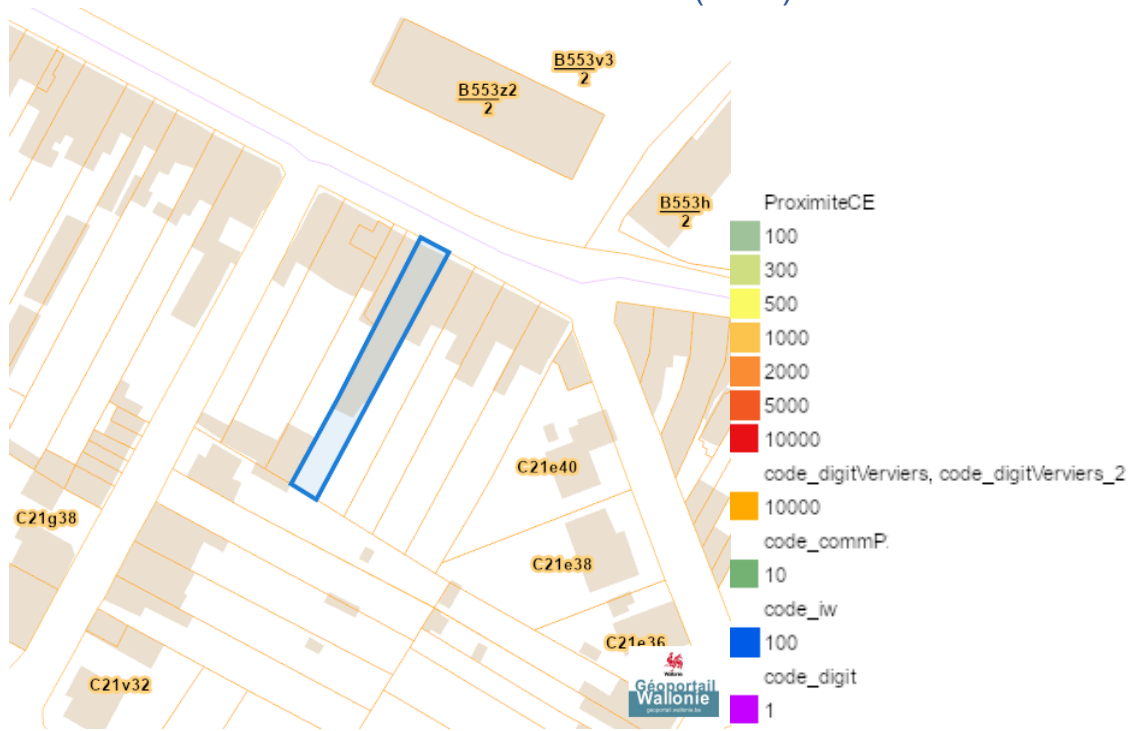 B553v3
2
B553z2
2
B553h
2
C21e40
C21g38
C21e38
C21e36
C21v32
Wallonie
Géoportail
Wallonie
geoportail.wallonie.be
ProximiteCE
100
300
500
1000
2000
5000
10000
code_digitVerviers, code_digitVerviers_2
10000
code_commP.
10
code_iw
100
code_digit
1